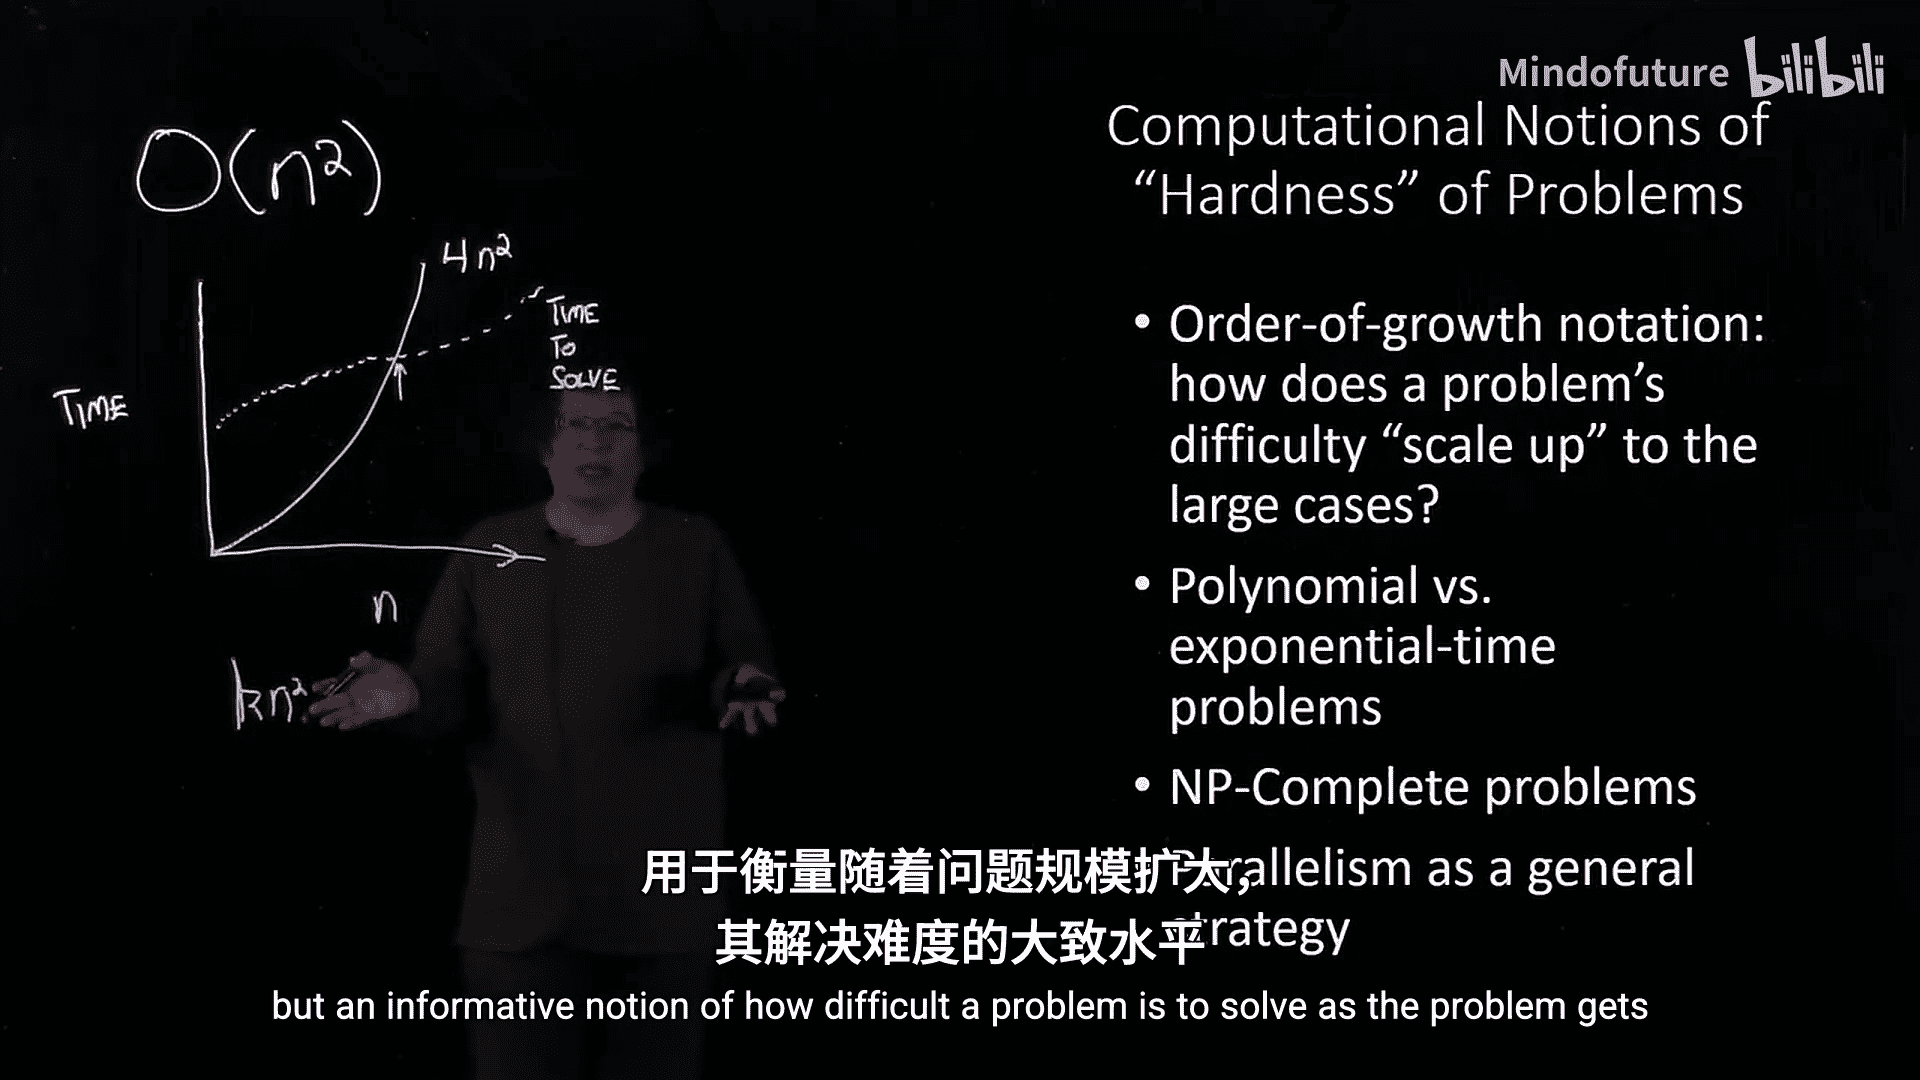 Mindofuture bilibili
Computational Notions of
“Hardness” of Problems
O(n²)
4n²
TIME
TO
SOLVE
TIME
n
kn²
• Order-of-growth notation:
how does a problem’s
difficulty “scale up” to the
large cases?
• Polynomial vs.
exponential-time
problems
• NP-Complete problems
Parallelism as a general
strategy
用于衡量随着问题规模扩大，
其解决难度的大致水平
but an informative notion of how difficult a problem is to solve as the problem gets